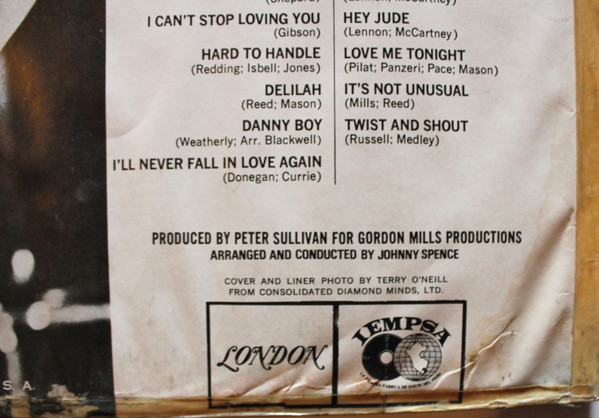 I CAN'T STOP LOVING YOU
(Gibson)
HARD TO HANDLE
(Redding; Isbell; Jones)
DELILAH
(Reed; Mason)
DANNY BOY
(Weatherly; Arr. Blackwell)
I'LL NEVER FALL IN LOVE AGAIN
(Donegan; Currie)
HEY JUDE
(Lennon; McCartney)
LOVE ME TONIGHT
(Pilat; Panzeri; Pace; Mason)
IT'S NOT UNUSUAL
(Mills; Reed)
TWIST AND SHOUT
(Russell; Medley)
PRODUCED BY PETER SULLIVAN FOR GORDON MILLS PRODUCTIONS
ARRANGED AND CONDUCTED BY JOHNNY SPENCE
COVER AND LINER PHOTO BY TERRY O'NEILL
FROM CONSOLIDATED DIAMOND MINDS, LTD.
LONDON
IEMPSA
S A